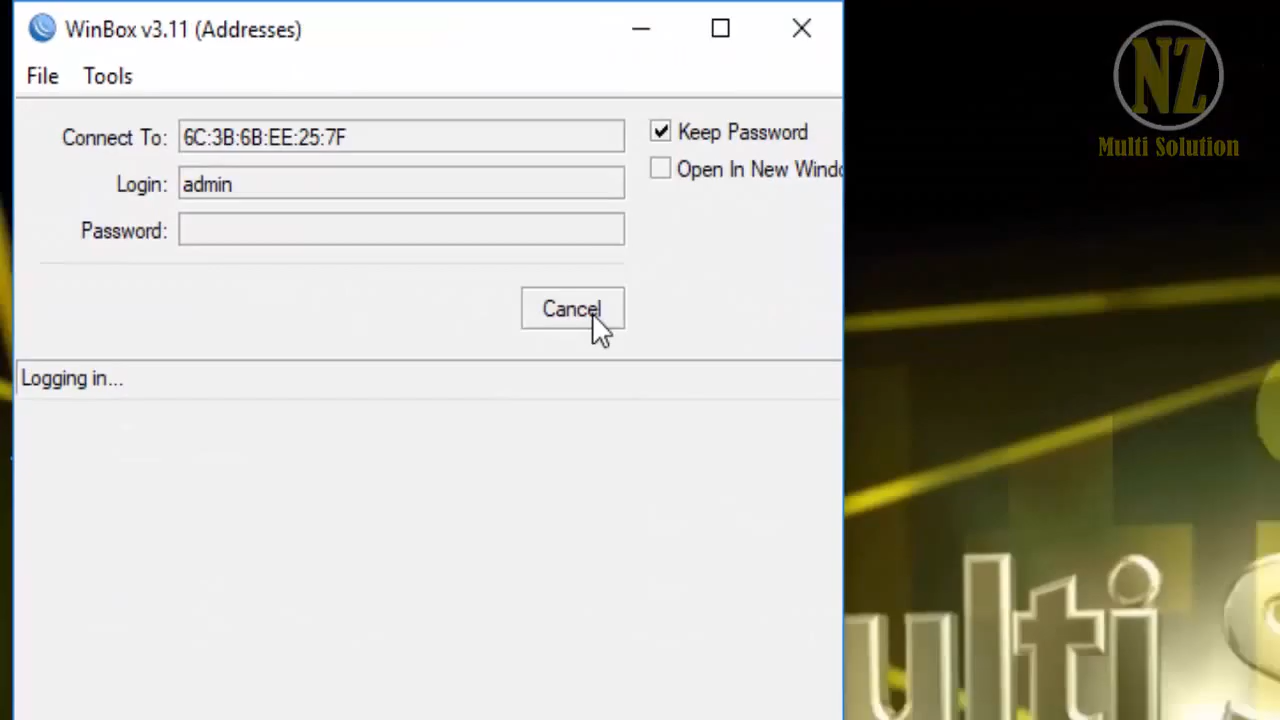 WinBox v3.11 (Addresses)
File Tools
Connect To: 6C:3B:6B:EE:25:7F
Keep Password
Open In New Windo
Login: admin
Password:
Cancel
Logging in...
NZ
Multi Solution
ulti S